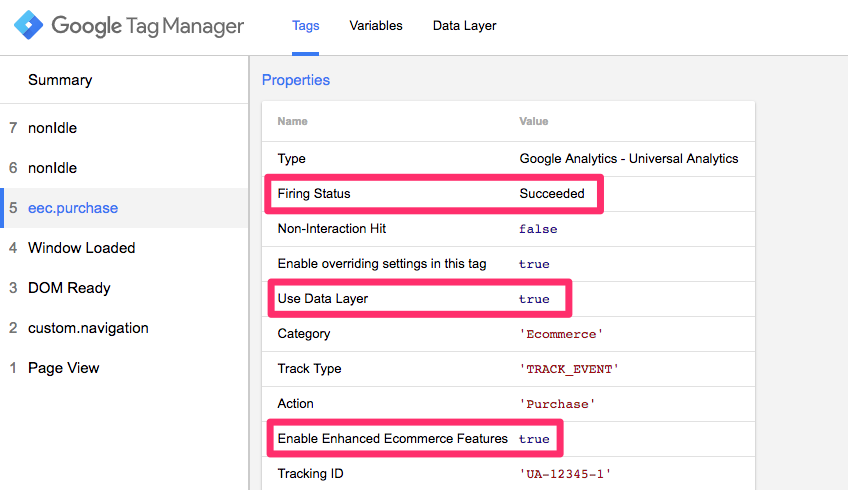 Google Tag Manager
Tags Variables Data Layer
Summary
7 nonIdle
6 nonIdle
5 eec.purchase
4 Window Loaded
3 DOM Ready
2 custom.navigation
1 Page View
Properties
Name Value
Type Google Analytics - Universal Analytics
Firing Status Succeeded
Non-Interaction Hit false
Enable overriding settings in this tag true
Use Data Layer true
Category 'Ecommerce'
Track Type 'TRACK_EVENT'
Action 'Purchase'
Enable Enhanced Ecommerce Features true
Tracking ID 'UA-12345-1'